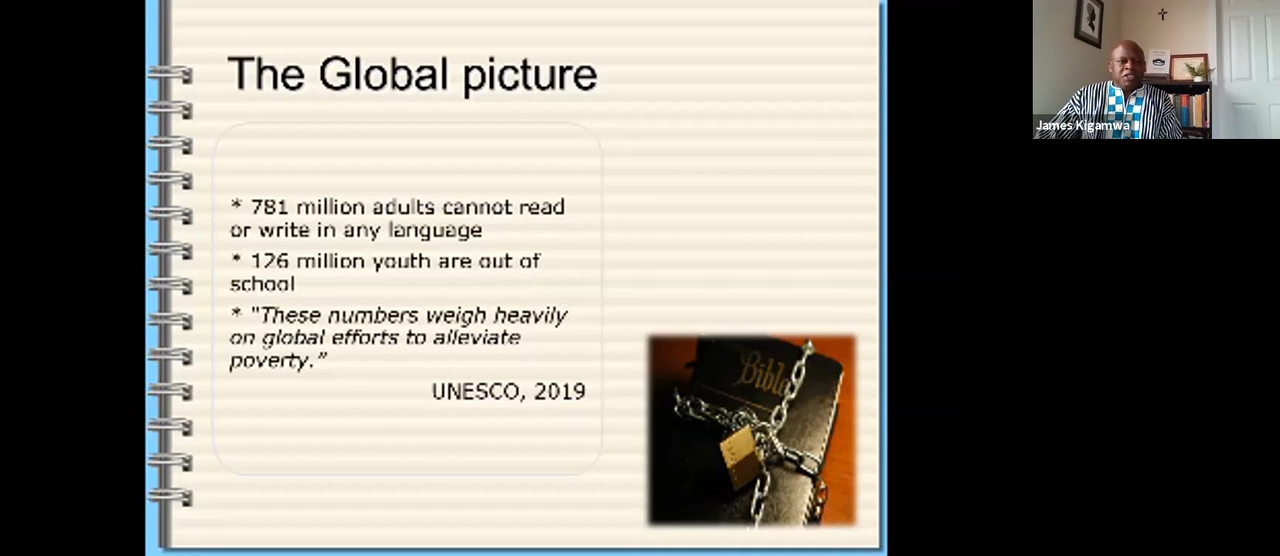 The Global picture
* 781 million adults cannot read
or write in any language
* 126 million youth are out of
school
* "These numbers weigh heavily
on global efforts to alleviate
poverty."
UNESCO, 2019
Bibla
James Kigamwa